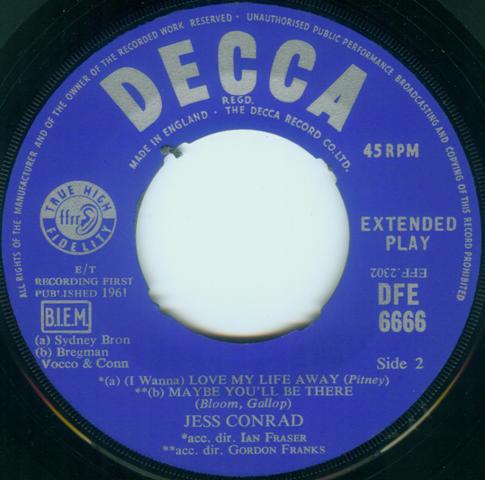 ALL RIGHTS OF THE MANUFACTURER AND OF THE OWNER OF THE RECORDED WORK RESERVED · UNAUTHORISED PUBLIC PERFORMANCE BROADCASTING AND COPYING OF THIS RECORD PROHIBITED
DECCA
REGD.
MADE IN ENGLAND · THE DECCA RECORD CO. LTD.
45 RPM
TRUE HIGH
ffrr
FIDELITY
EXTENDED
PLAY
E/T
RECORDING FIRST
PUBLISHED 1961
EFF.2302
DFE
6666
B.I.E.M.
(a) Sydney Bron
(b) Bregman
Vocco & Conn
Side 2
*(a) (I Wanna) LOVE MY LIFE AWAY (Pitney)
**(b) MAYBE YOU'LL BE THERE
(Bloom, Gallop)
JESS CONRAD
*acc. dir. IAN FRASER
**acc. dir. GORDON FRANKS